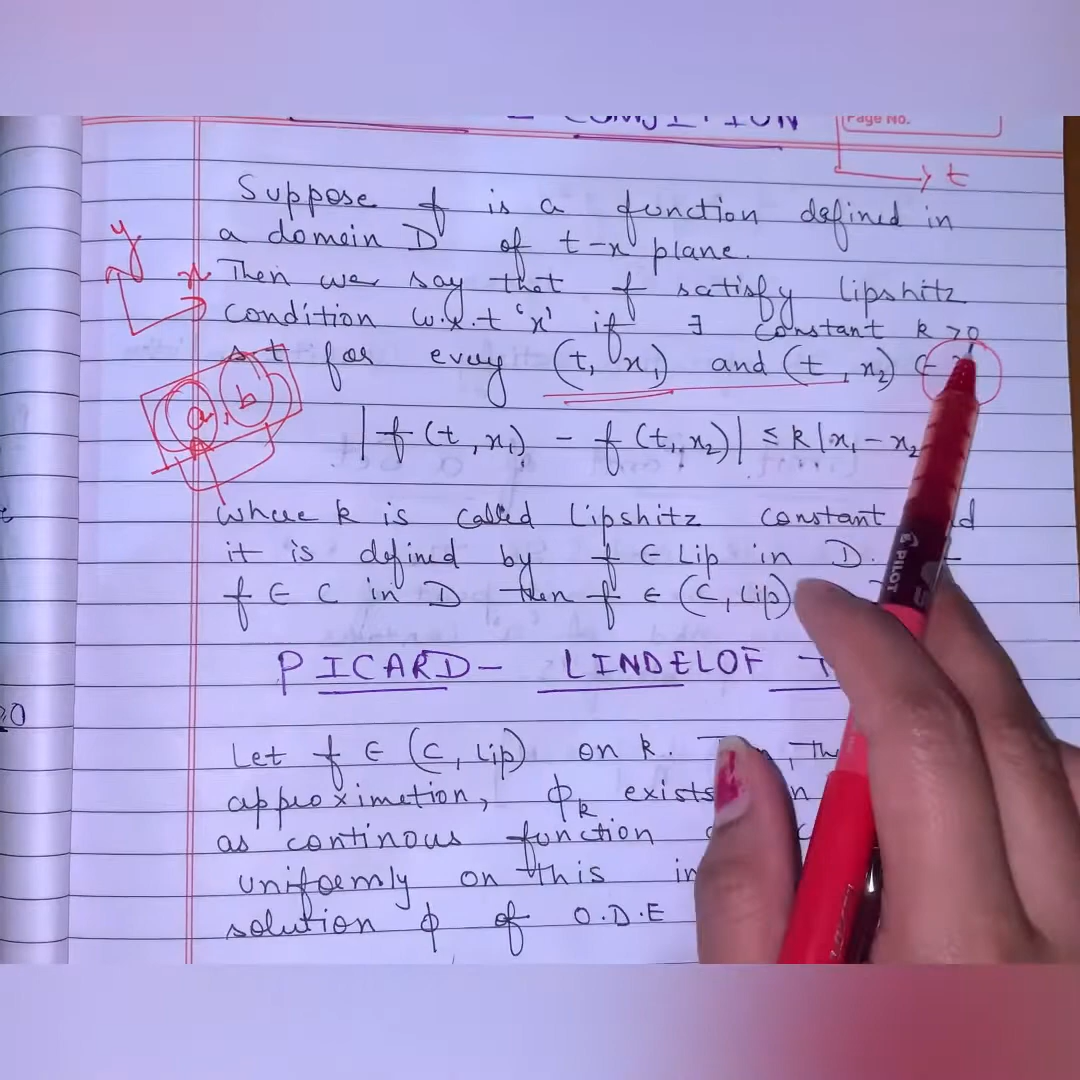 CONDITION
Page No.
t
Suppose f is a function defined in
a domain D of t-x plane.
y
x
Then we say that f satisfy Lipshitz
condition w.r.t 'x' if ∃ constant k >0
s.t for every (t, x₁) and (t, x₂) ∈
a, b
|f(t, x₁) - f(t, x₂)| ≤ k|x₁ - x₂
where k is called Lipshitz constant
it is defined by f ∈ Lip in D.
f ∈ C in D then f ∈ (C, Lip)
PICARD- LINDELOF T
20
Let f ∈ (C, Lip) on k.
approximation, ϕₖ exists
as continous function
uniformly on this
solution ϕ of O.D.E
PILOT